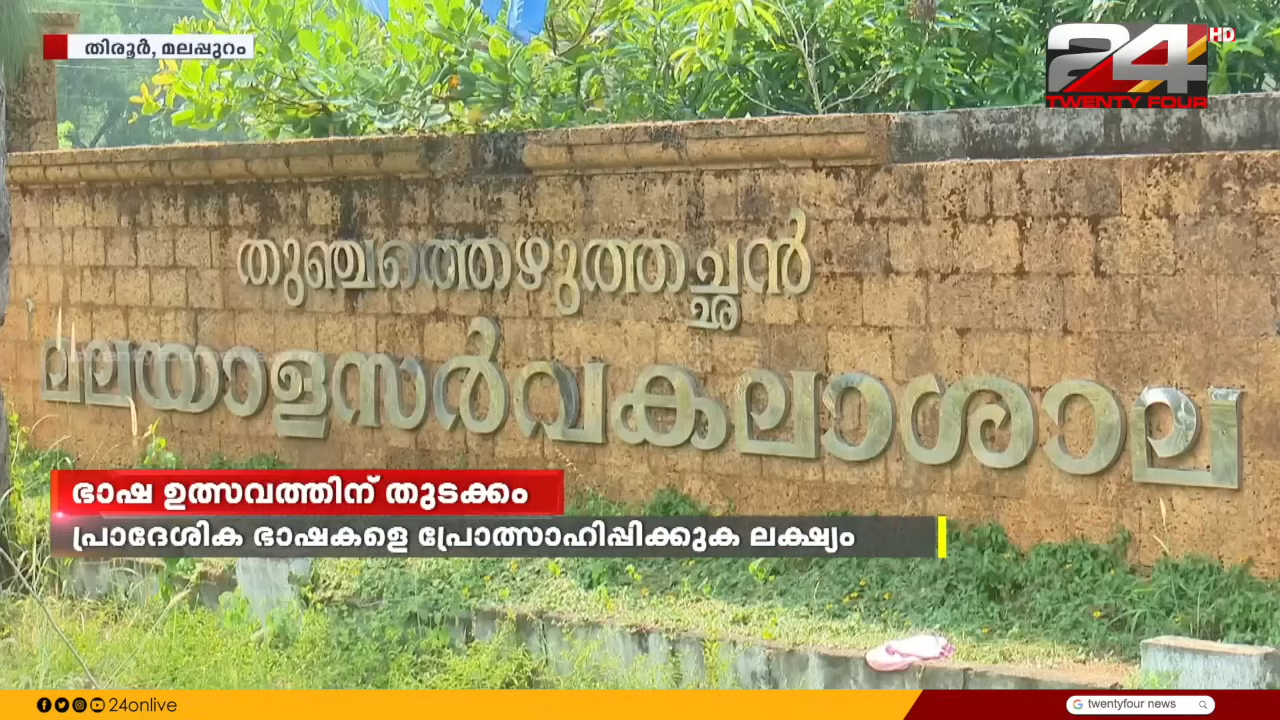 തിരൂർ, മലപ്പുറം
24 HD
TWENTY FOUR
തുഞ്ചത്തെഴുത്തച്ഛൻ
മലയാളസർവകലാശാല
ഭാഷ ഉത്സവത്തിന് തുടക്കം
പ്രാദേശിക ഭാഷകളെ പ്രോത്സാഹിപ്പിക്കുക ലക്ഷ്യം
24onlive
twentyfour news